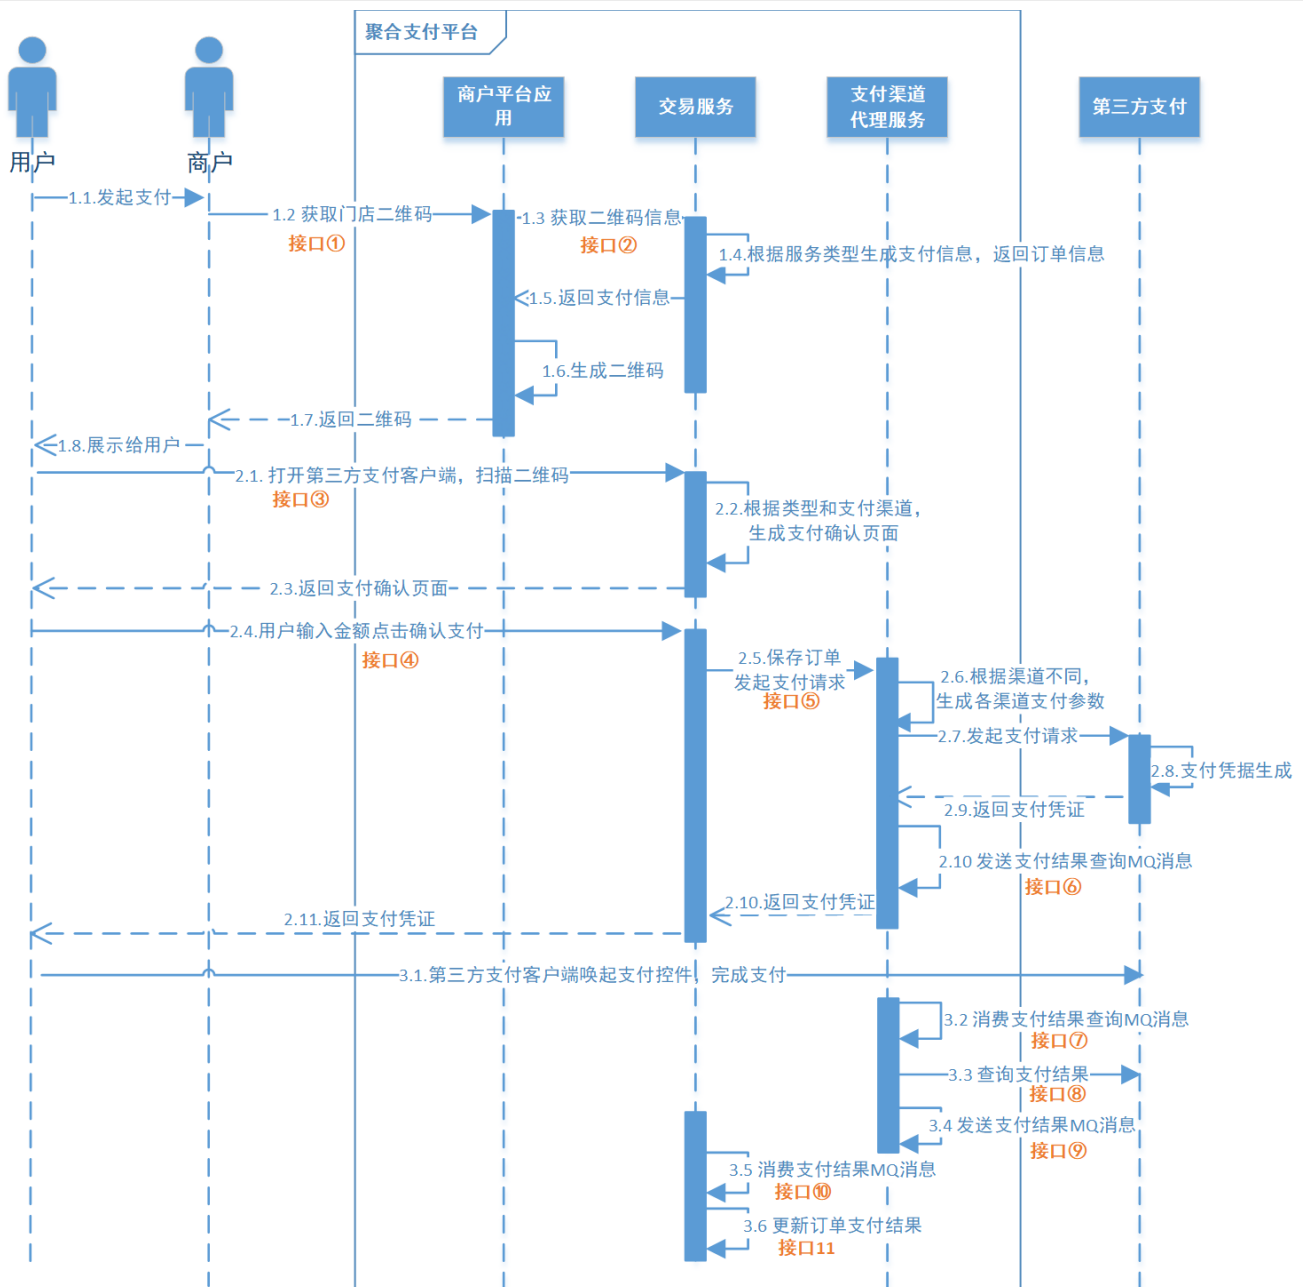 聚合支付平台
用户
商户
商户平台应
用
交易服务
支付渠道
代理服务
第三方支付
1.1.发起支付
1.2 获取门店二维码
接口①
1.3 获取二维码信息
接口②
1.4.根据服务类型生成支付信息，返回订单信息
1.5.返回支付信息
1.6.生成二维码
1.7.返回二维码
1.8.展示给用户
2.1. 打开第三方支付客户端，扫描二维码
接口③
2.2.根据类型和支付渠道，
生成支付确认页面
2.3.返回支付确认页面
2.4.用户输入金额点击确认支付
接口④
2.5.保存订单
发起支付请求
接口⑤
2.6.根据渠道不同，
生成各渠道支付参数
2.7.发起支付请求
2.8.支付凭据生成
2.9.返回支付凭证
2.10 发送支付结果查询MQ消息
接口⑥
2.10.返回支付凭证
2.11.返回支付凭证
3.1.第三方支付客户端唤起支付控件，完成支付
3.2 消费支付结果查询MQ消息
接口⑦
3.3 查询支付结果
接口⑧
3.4 发送支付结果MQ消息
接口⑨
3.5 消费支付结果MQ消息
接口⑩
3.6 更新订单支付结果
接口11